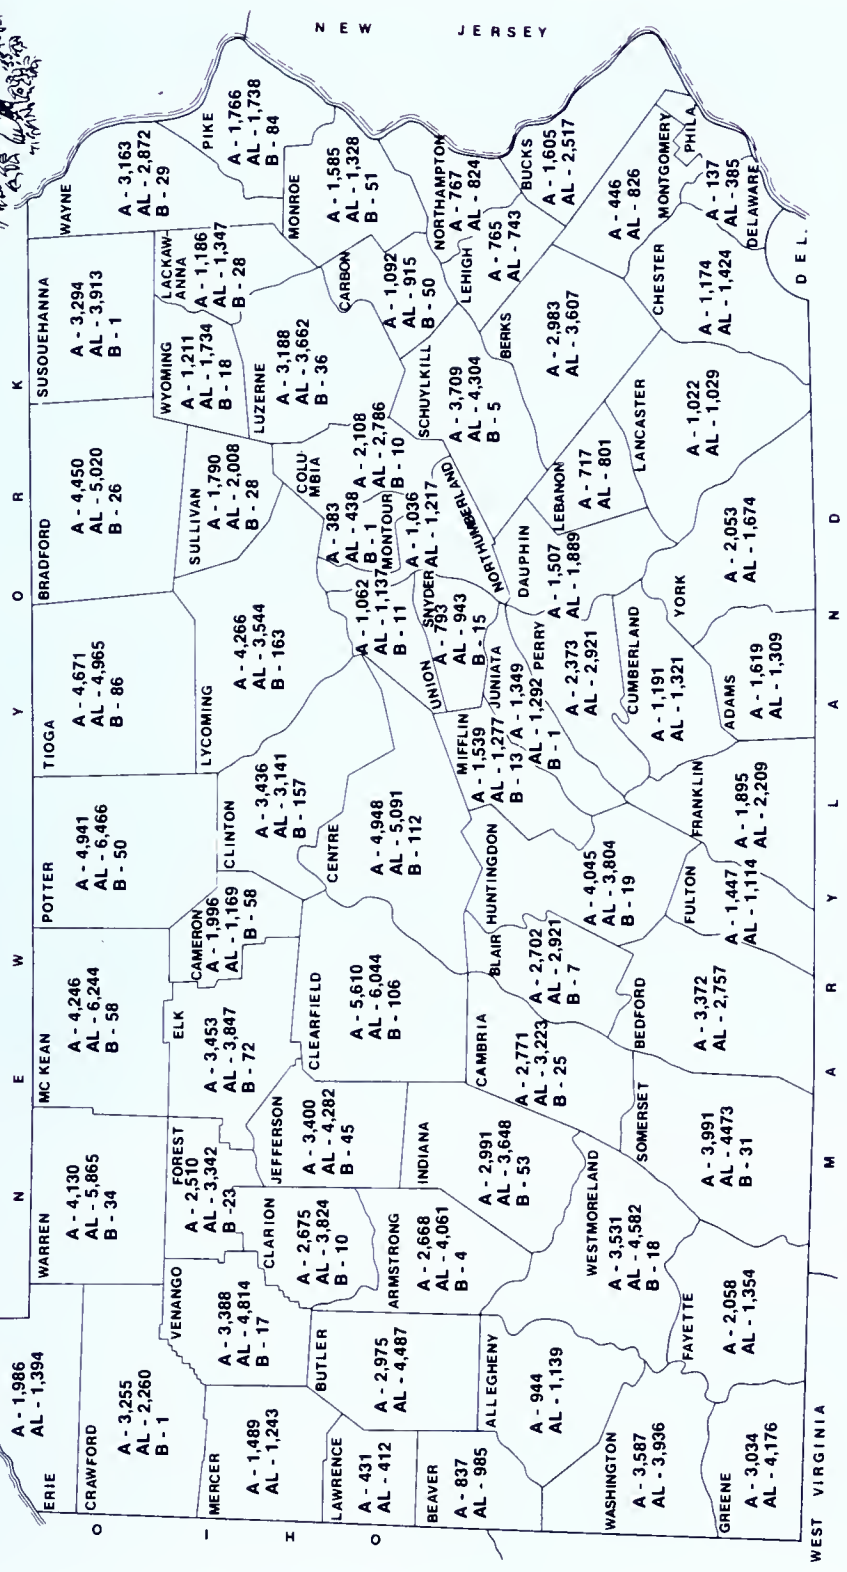 NEW YORK
NEW JERSEY
ERIE
A - 1,986
AL - 1,394
CRAWFORD
A - 3,255
AL - 2,260
B - 1
WARREN
A - 4,130
AL - 5,865
B - 34
MC KEAN
A - 4,246
AL - 6,244
B - 58
POTTER
A - 4,941
AL - 6,466
B - 50
TIOGA
A - 4,671
AL - 4,965
B - 86
BRADFORD
A - 4,450
AL - 5,020
B - 26
SUSQUEHANNA
A - 3,294
AL - 3,913
B - 1
WAYNE
A - 3,163
AL - 2,872
B - 29
PIKE
A - 1,766
AL - 1,738
B - 84
MERCER
A - 1,489
AL - 1,243
VENANGO
A - 3,388
AL - 4,814
B - 17
FOREST
A - 2,510
AL - 3,342
B - 23
ELK
A - 3,453
AL - 3,847
B - 72
CAMERON
A - 1,996
AL - 1,169
B - 58
CLINTON
A - 3,436
AL - 3,141
B - 157
LYCOMING
A - 4,266
AL - 3,544
B - 163
SULLIVAN
A - 1,790
AL - 2,008
B - 28
WYOMING
A - 1,211
AL - 1,734
B - 18
LACKAW-
ANNA
A - 1,186
AL - 1,347
B - 28
LUZERNE
A - 3,188
AL - 3,662
B - 36
MONROE
A - 1,585
AL - 1,328
B - 51
LAWRENCE
A - 431
AL - 412
BUTLER
A - 2,975
AL - 4,487
CLARION
A - 2,675
AL - 3,824
B - 10
JEFFERSON
A - 3,400
AL - 4,282
B - 45
CLEARFIELD
A - 5,610
AL - 6,044
B - 106
CENTRE
A - 4,948
AL - 5,091
B - 112
UNION
A - 1,062
AL - 1,137
B - 11
MONTOUR
A - 383
AL - 438
B - 1
COLU-
MBIA
A - 2,108
AL - 2,786
B - 10
CARBON
A - 1,092
AL - 915
B - 50
NORTHAMPTON
A - 767
AL - 824
BEAVER
A - 837
AL - 985
ALLEGHENY
A - 944
AL - 1,139
ARMSTRONG
A - 2,668
AL - 4,061
B - 4
INDIANA
A - 2,991
AL - 3,648
B - 53
CAMBRIA
A - 2,771
AL - 3,223
B - 25
BLAIR
A - 2,702
AL - 2,921
B - 7
HUNTINGDON
A - 4,045
AL - 3,804
B - 19
MIFFLIN
A - 1,539
AL - 1,277
B - 13
JUNIATA
A - 1,349
AL - 1,292
B - 1
SNYDER
A - 793
AL - 943
B - 15
NORTHUMBERLAND
A - 1,036
AL - 1,217
SCHUYLKILL
A - 3,709
AL - 4,304
B - 5
LEHIGH
A - 765
AL - 743
BUCKS
A - 1,605
AL - 2,517
WASHINGTON
A - 3,587
AL - 3,936
WESTMORELAND
A - 3,531
AL - 4,582
B - 18
SOMERSET
A - 3,991
AL - 4473
B - 31
BEDFORD
A - 3,372
AL - 2,757
FULTON
A - 1,447
AL - 1,114
FRANKLIN
A - 1,895
AL - 2,209
PERRY
A - 2,373
AL - 2,921
CUMBERLAND
A - 1,191
AL - 1,321
DAUPHIN
A - 1,507
AL - 1,889
LEBANON
A - 717
AL - 801
BERKS
A - 2,983
AL - 3,607
MONTGOMERY
A - 446
AL - 826
PHILA.
GREENE
A - 3,034
AL - 4,176
FAYETTE
A - 2,058
AL - 1,354
ADAMS
A - 1,619
AL - 1,309
YORK
A - 2,053
AL - 1,674
LANCASTER
A - 1,022
AL - 1,029
CHESTER
A - 1,174
AL - 1,424
DELAWARE
A - 137
AL - 385
OHIO
WEST VIRGINIA
MARYLAND
DEL.